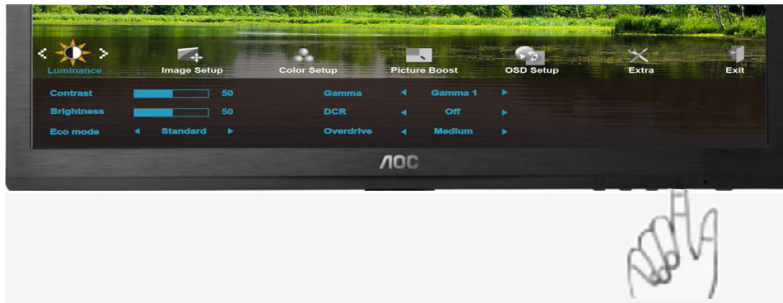 Luminance Image Setup Color Setup Picture Boost OSD Setup Extra Exit
Contrast 50 Gamma Gamma 1
Brightness 50 DCR Off
Eco mode Standard Overdrive Medium
AOC